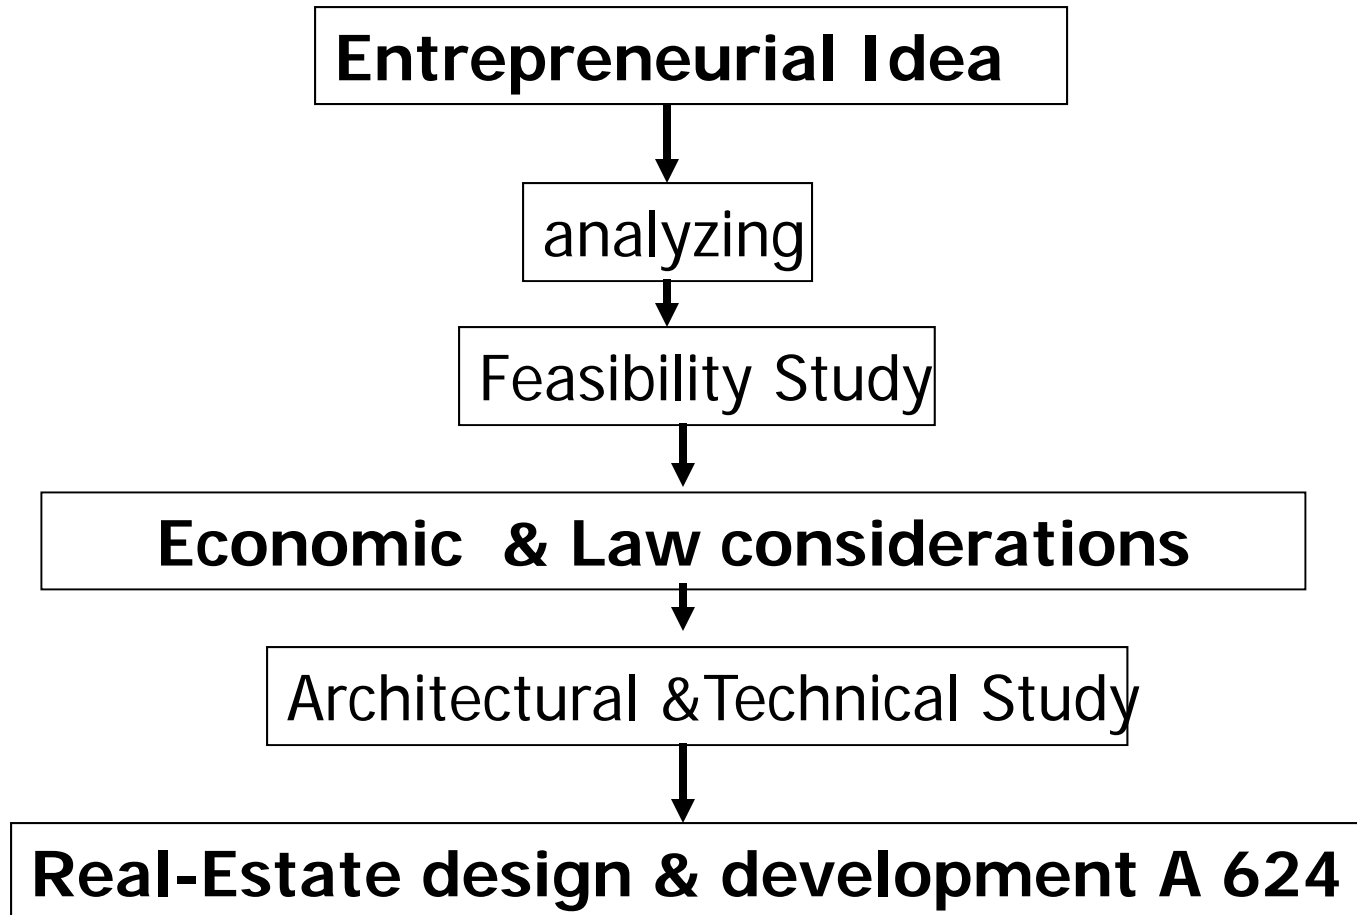 Entrepreneurial Idea
analyzing
Feasibility Study
Economic & Law considerations
Architectural &Technical Study
Real-Estate design & development A 624